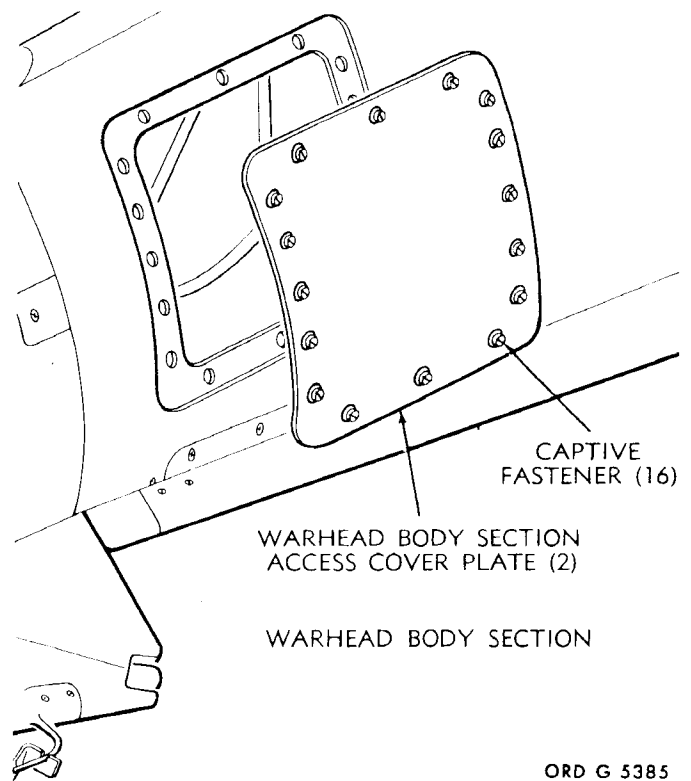 CAPTIVE
FASTENER (16)
WARHEAD BODY SECTION
ACCESS COVER PLATE (2)
WARHEAD BODY SECTION
ORD G 5385